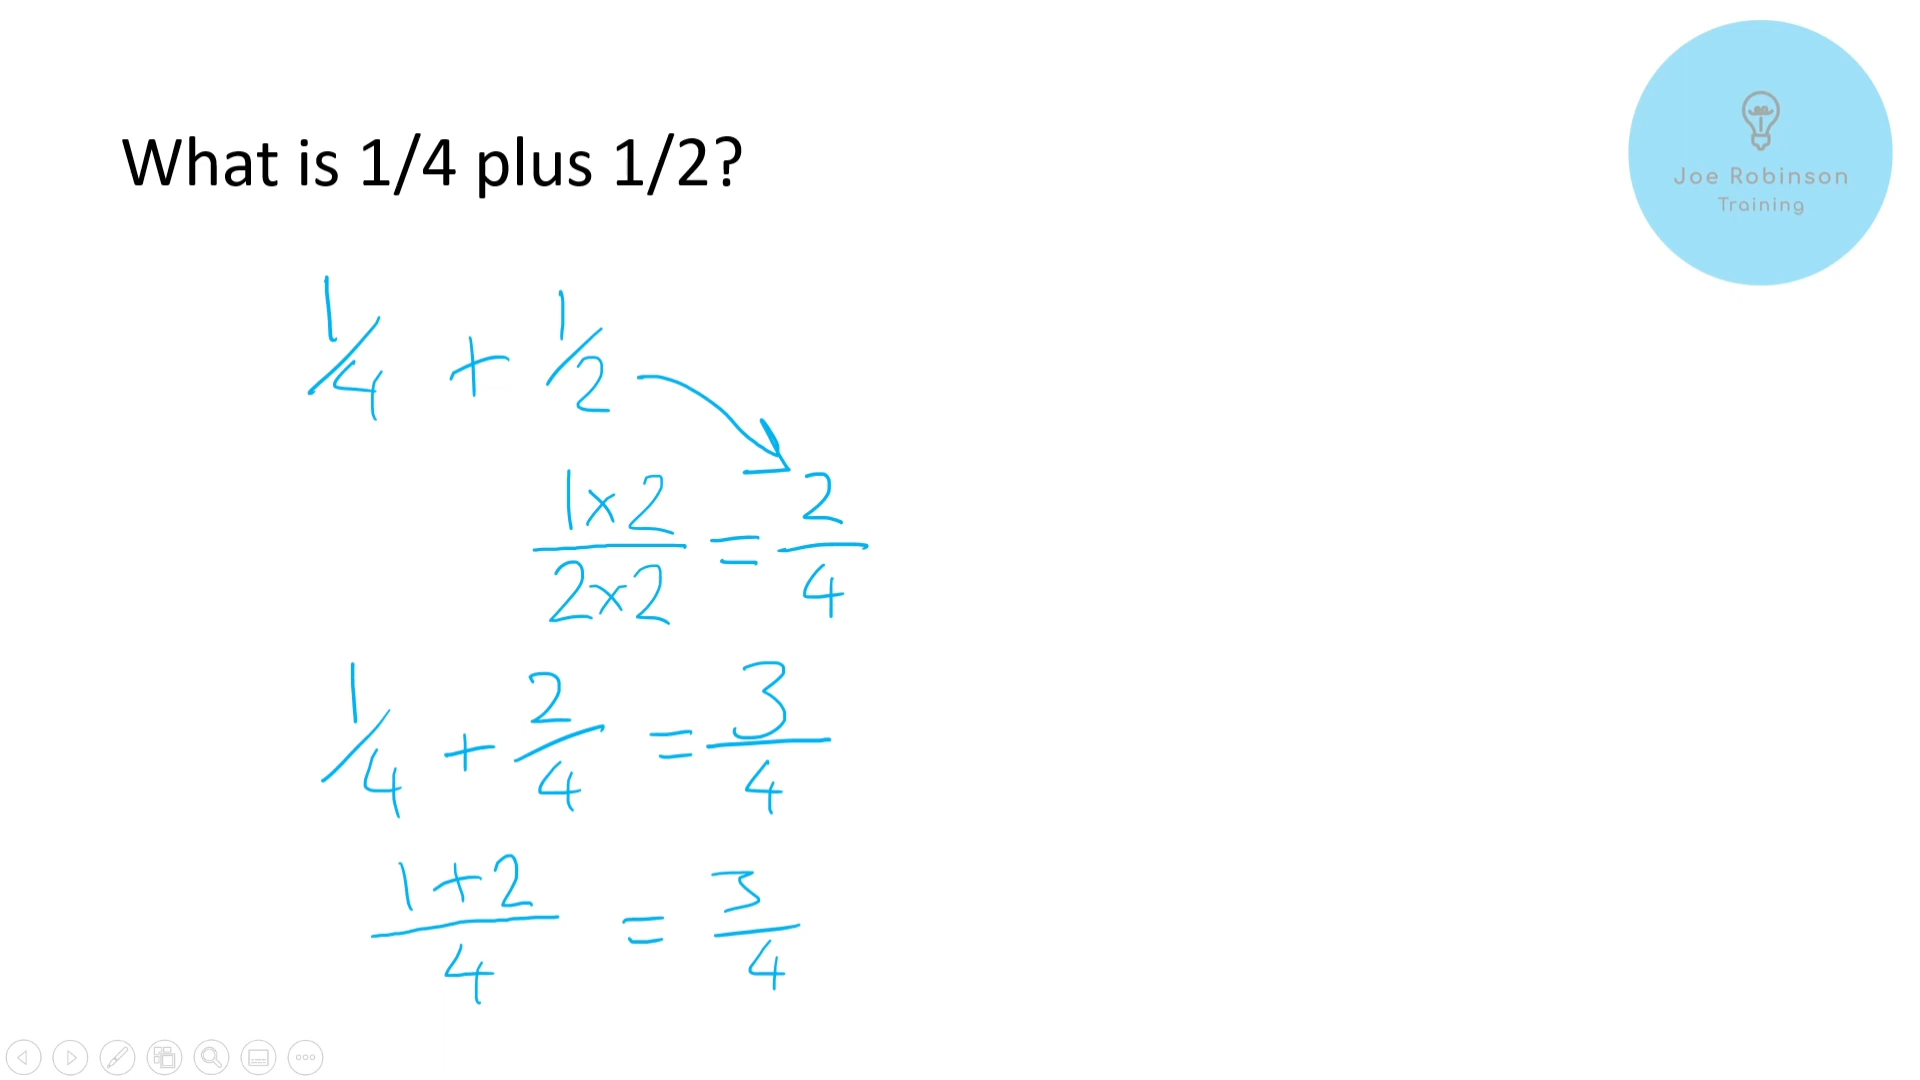 What is 1/4 plus 1/2?
Joe Robinson
Training
1/4 + 1/2
1x2/2x2 = 2/4
1/4 + 2/4 = 3/4
1+2/4 = 3/4